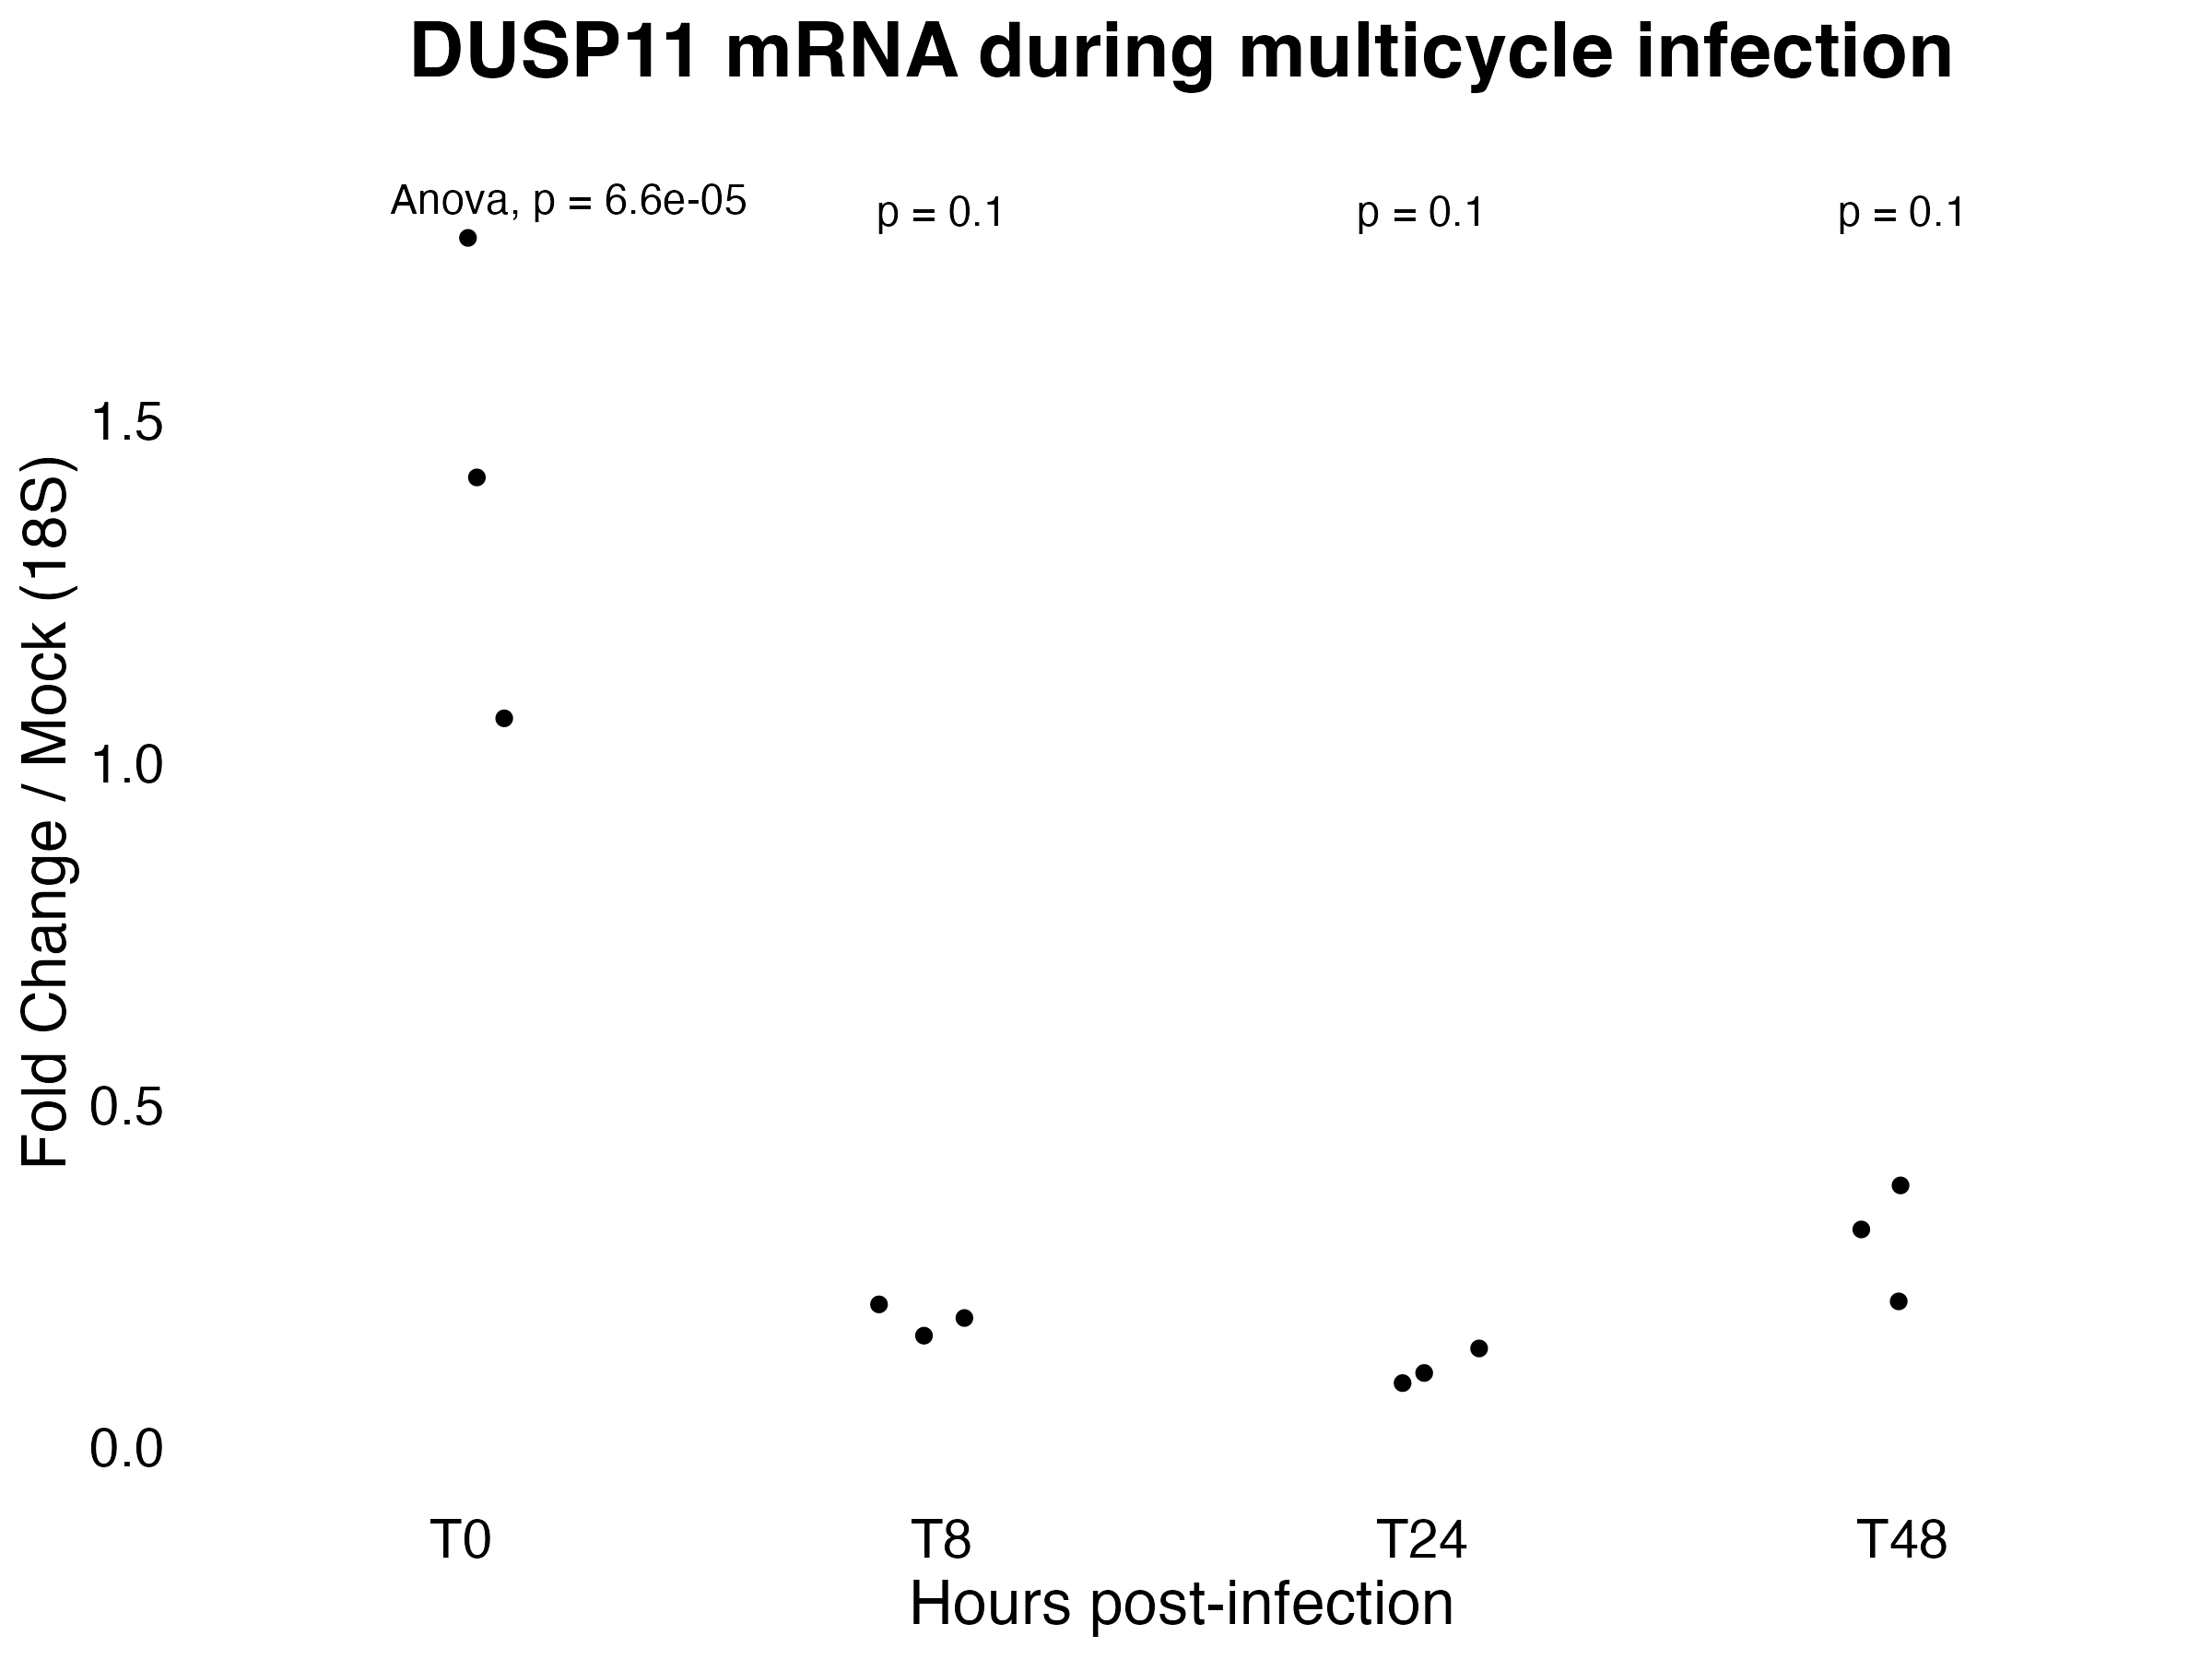 DUSP11 mRNA during multicycle infection
Anova, p = 6.6e-05
p = 0.1
p = 0.1
p = 0.1
Fold Change / Mock (18S)
1.5
1.0
0.5
0.0
T0
T8
T24
T48
Hours post-infection